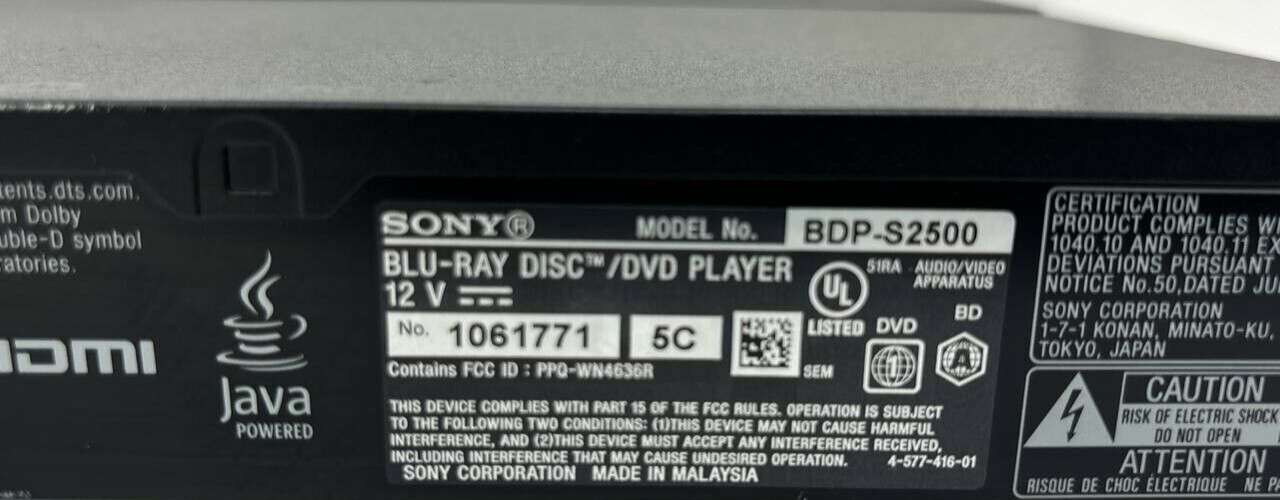 tents.dts.com.
m Dolby
uble-D symbol
ratories.
HDMI
Java
POWERED
SONY®
MODEL No. BDP-S2500
BLU-RAY DISC™/DVD PLAYER
12 V
No. 1061771 5C
Contains FCC ID : PPQ-WN4636R
UL
LISTED
51RA
AUDIO/VIDEO
APPARATUS
SEM
DVD
1
BD
A
THIS DEVICE COMPLIES WITH PART 15 OF THE FCC RULES. OPERATION IS SUBJECT
TO THE FOLLOWING TWO CONDITIONS: (1)THIS DEVICE MAY NOT CAUSE HARMFUL
INTERFERENCE, AND (2)THIS DEVICE MUST ACCEPT ANY INTERFERENCE RECEIVED,
INCLUDING INTERFERENCE THAT MAY CAUSE UNDESIRED OPERATION. 4-577-416-01
SONY CORPORATION MADE IN MALAYSIA
CERTIFICATION
PRODUCT COMPLIES W
1040.10 AND 1040.11 EX
DEVIATIONS PURSUANT
NOTICE No.50,DATED JU
SONY CORPORATION
1-7-1 KONAN, MINATO-KU,
TOKYO, JAPAN
CAUTION
RISK OF ELECTRIC SHOCK
DO NOT OPEN
ATTENTION
RISQUE DE CHOC ÉLECTRIQUE NE PA